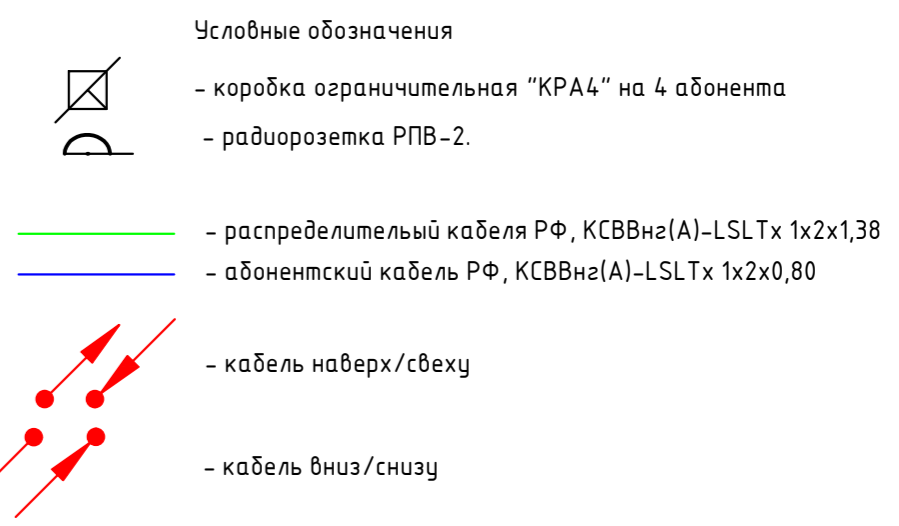 Условные обозначения
- коробка ограничительная "КРА4" на 4 абонента
- радиорозетка РПВ-2.
- распределителый кабеля РФ, КСВВнг(А)-LSLTx 1x2x1,38
- абонентский кабель РФ, КСВВнг(А)-LSLTx 1x2x0,80
- кабель наверх/свеху
- кабель вниз/снизу